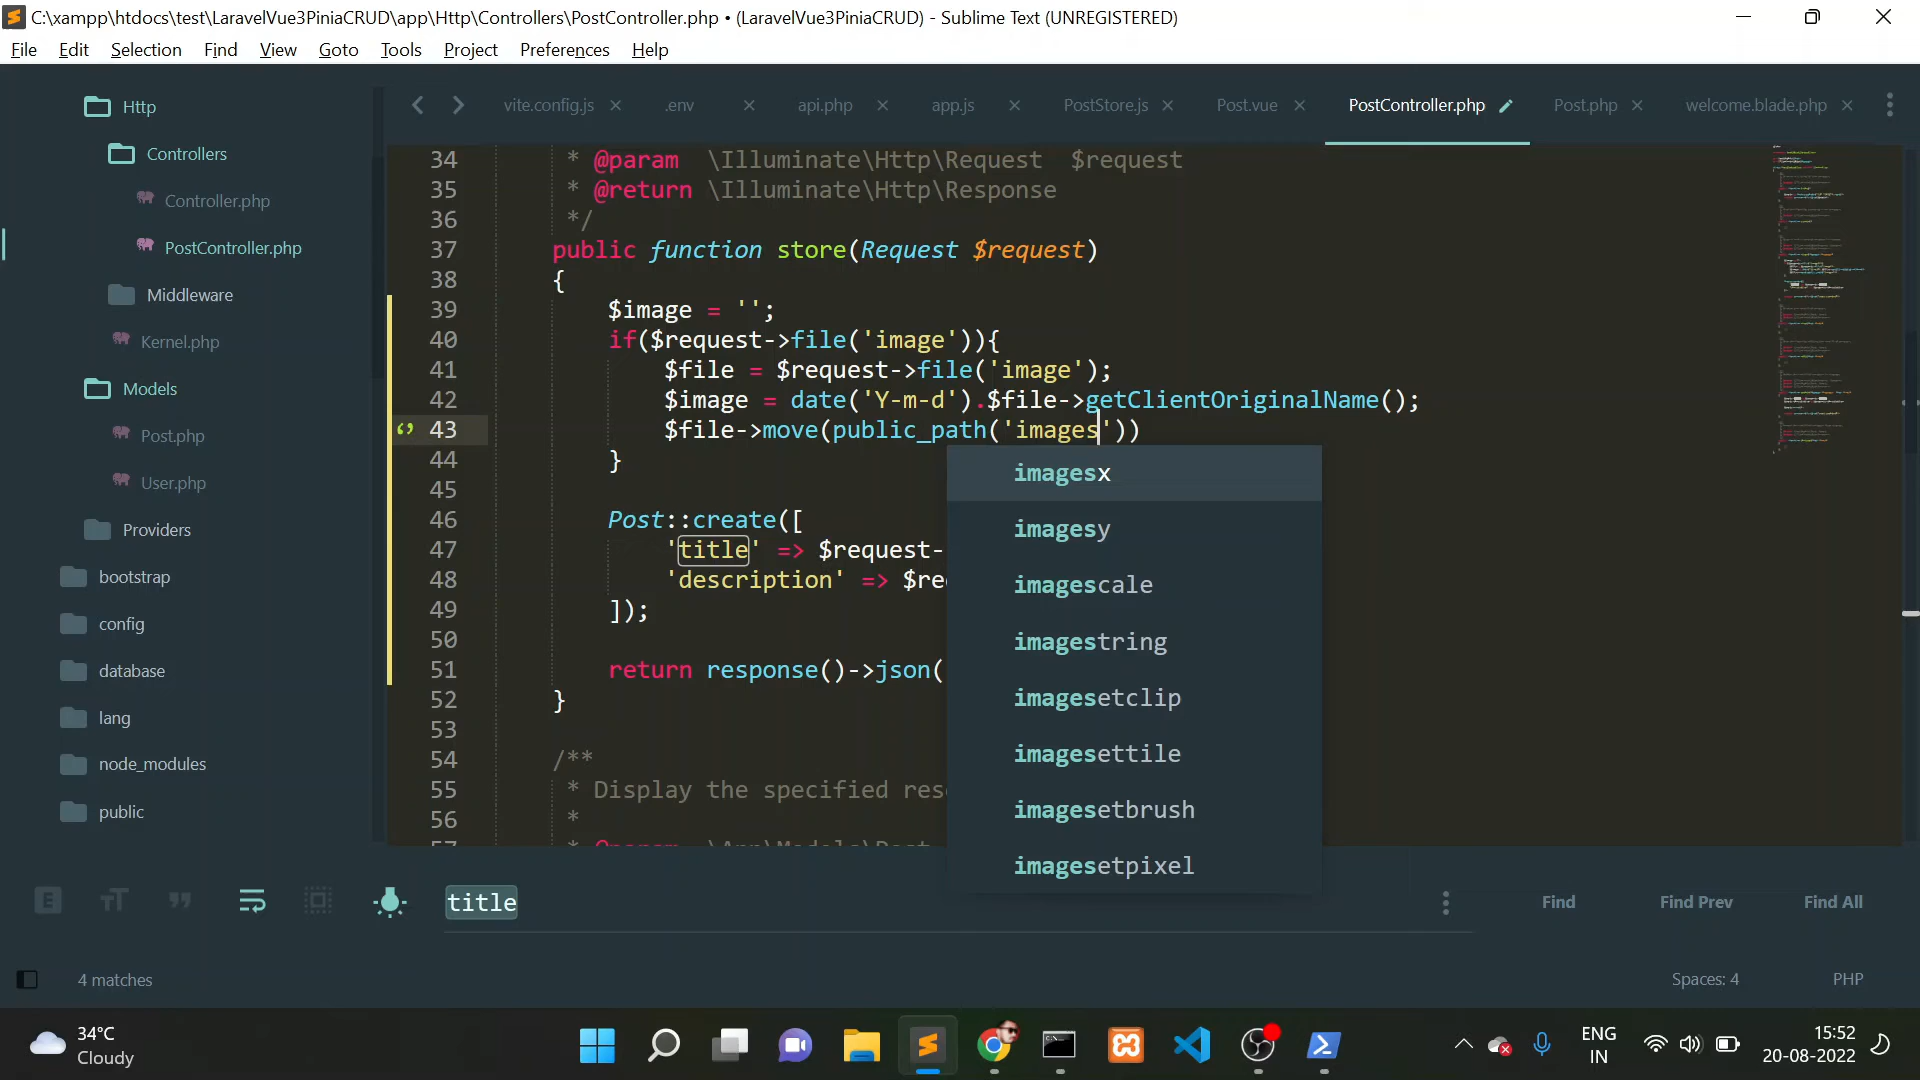 C:\xampp\htdocs\test\LaravelVue3PiniaCRUD\app\Http\Controllers\PostController.php • (LaravelVue3PiniaCRUD) - Sublime Text (UNREGISTERED)
File Edit Selection Find View Goto Tools Project Preferences Help
Http
Controllers
Controller.php
PostController.php
Middleware
Kernel.php
Models
Post.php
User.php
Providers
bootstrap
config
database
lang
node_modules
public
vite.config.js .env api.php app.js PostStore.js Post.vue PostController.php Post.php welcome.blade.php
34 * @param \Illuminate\Http\Request $request
35 * @return \Illuminate\Http\Response
36 */
37 public function store(Request $request)
38 {
39 $image = '';
40 if($request->file('image')){
41 $file = $request->file('image');
42 $image = date('Y-m-d').$file->getClientOriginalName();
43 $file->move(public_path('images'))
44 }
45
46 Post::create([
47 'title' => $request-
48 'description' => $re
49 ]);
50
51 return response()->json(
52 }
53
54 /**
55 * Display the specified res
56 *
imagesx
imagesy
imagescale
imagestring
imagesetclip
imagesettile
imagesetbrush
imagesetpixel
title
Find Find Prev Find All
4 matches
Spaces: 4 PHP
34°C
Cloudy
ENG
IN
15:52
20-08-2022